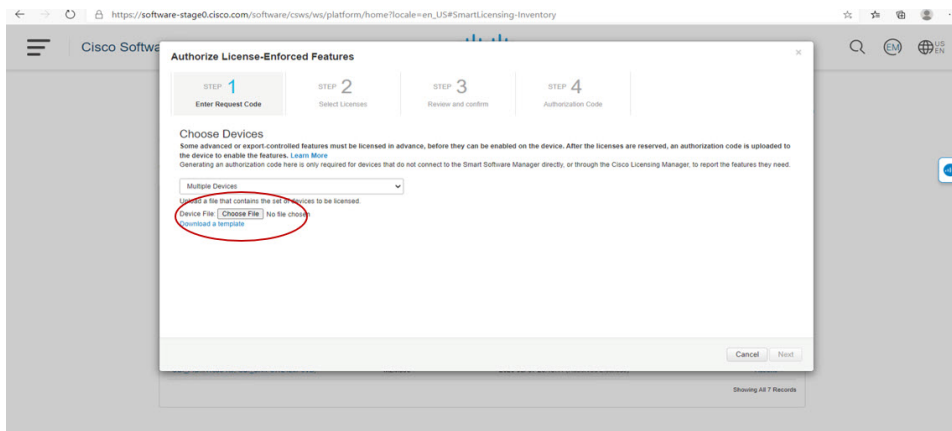 https://software-stage0.cisco.com/software/csws/ws/platform/home?locale=en_US#SmartLicensing-Inventory
Cisco Softwa
US
EM
EN
Authorize License-Enforced Features
STEP 1
STEP 2
STEP 3
STEP 4
Enter Request Code
Select Licenses
Review and confirm
Authorization Code
Choose Devices
Some advanced or export-controlled features must be licensed in advance, before they can be enabled on the device. After the licenses are reserved, an authorization code is uploaded to
the device to enable the features. Learn More
Generating an authorization code here is only required for devices that do not connect to the Smart Software Manager directly, or through the Cisco Licensing Manager, to report the features they need.
Multiple Devices
Upload a file that contains the set of devices to be licensed.
Device File: Choose File No file chosen
Download a template
Cancel Next
Showing All 7 Records